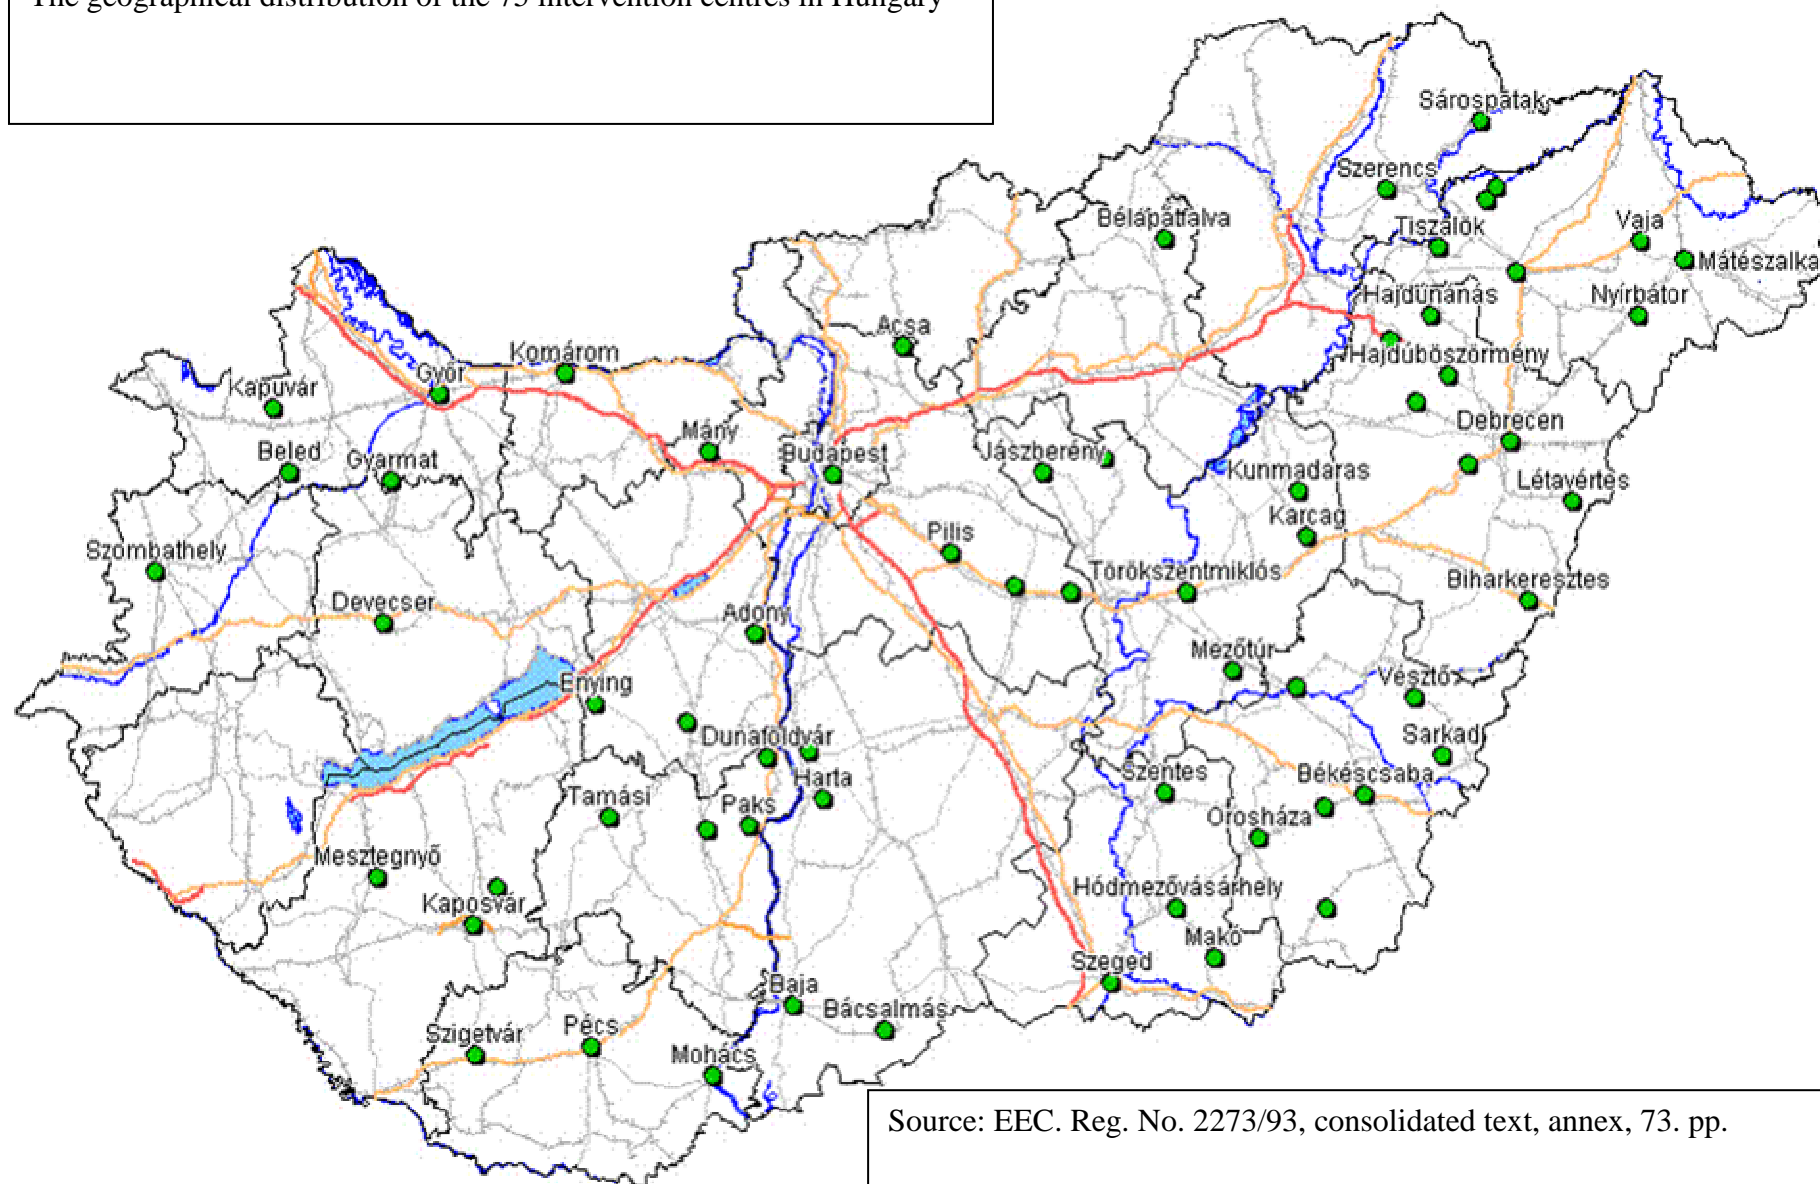 The geographical distribution of the 75 intervention centres in Hungary
Sárospatak
Szerencs
Bélapátfalva
Tiszalök
Vaja
Mátészalka
Hajdúnánás
Nyírbátor
Acsa
Komárom
Hajdúböszörmény
Győr
Kapuvár
Debrecen
Mány
Budapest
Jászberény
Beled
Gyarmat
Kunmadaras
Létavértes
Karcag
Pilis
Szombathely
Törökszentmiklós
Biharkeresztes
Devecser
Adony
Mezőtúr
Vésztő
Enying
Dunaföldvár
Sarkad
Szentes
Békéscsaba
Harta
Tamási
Paks
Orosháza
Mesztegnyő
Hódmezővásárhely
Kaposvár
Makó
Szeged
Baja
Bácsalmás
Szigetvár
Pécs
Mohács
Source: EEC. Reg. No. 2273/93, consolidated text, annex, 73. pp.